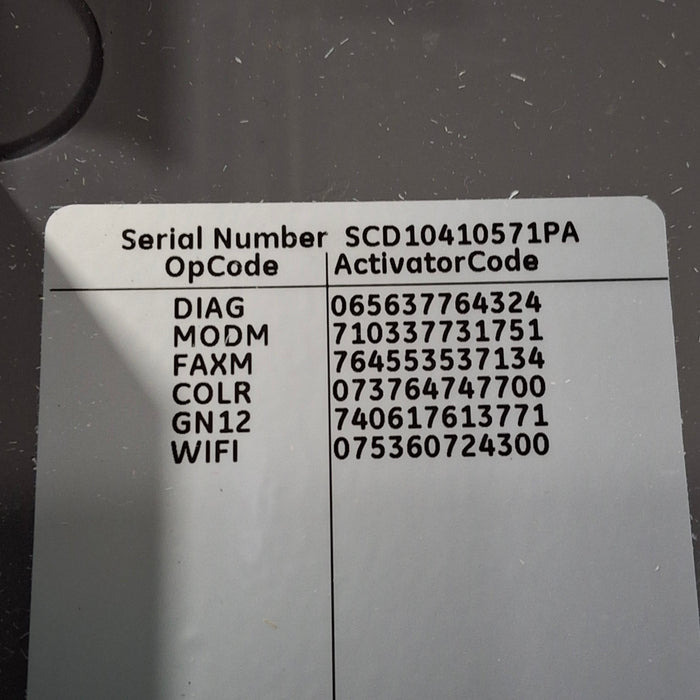 Serial Number SCD10410571PA
OpCode ActivatorCode
DIAG 065637764324
MODM 710337731751
FAXM 764553537134
COLR 073764747700
GN12 740617613771
WIFI 075360724300